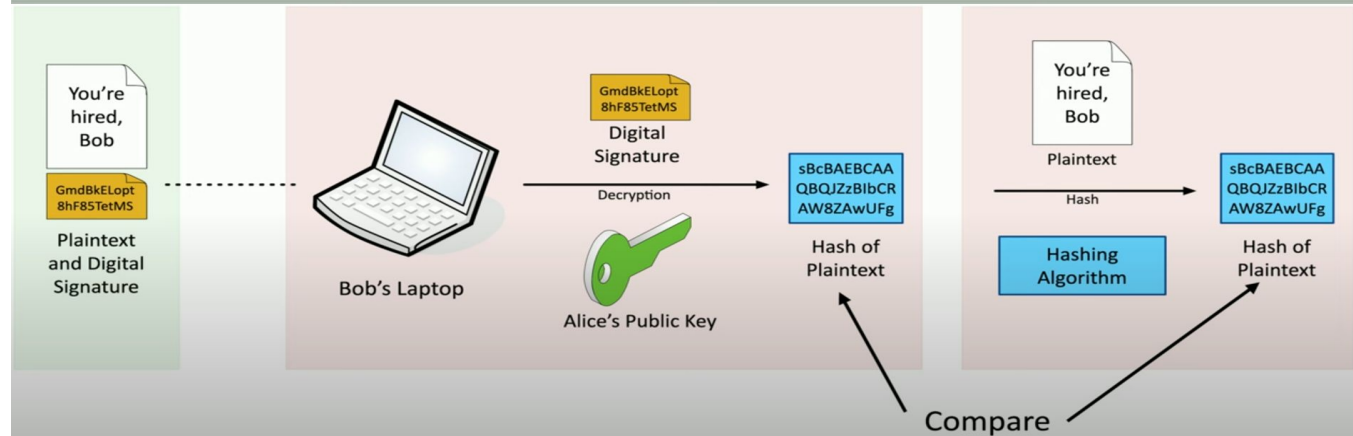 You're
hired,
Bob
GmdBkELopt
8hF85TetMS
Plaintext
and Digital
Signature
Bob's Laptop
GmdBkELopt
8hF85TetMS
Digital
Signature
Decryption
Alice's Public Key
sBcBAEBCAA
QBQJZzBIbCR
AW8ZAwUFg
Hash of
Plaintext
You're
hired,
Bob
Plaintext
Hash
Hashing
Algorithm
sBcBAEBCAA
QBQJZzBIbCR
AW8ZAwUFg
Hash of
Plaintext
Compare